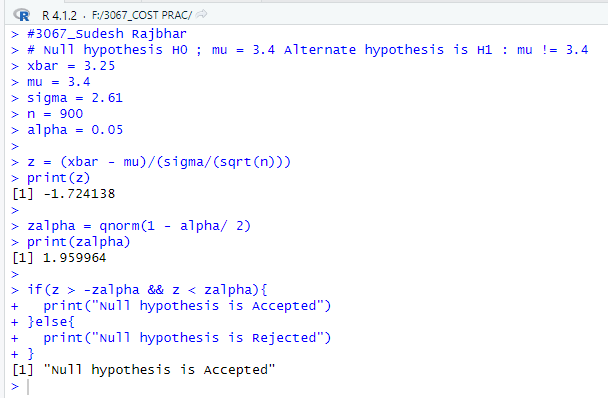 R 4.1.2 · F:/3067_COST PRAC/
> #3067_Sudesh Rajbhar
> # Null hypothesis H0 ; mu = 3.4 Alternate hypothesis is H1 : mu != 3.4
> xbar = 3.25
> mu = 3.4
> sigma = 2.61
> n = 900
> alpha = 0.05
>
> z = (xbar - mu)/(sigma/(sqrt(n)))
> print(z)
[1] -1.724138
>
> zalpha = qnorm(1 - alpha/ 2)
> print(zalpha)
[1] 1.959964
>
> if(z > -zalpha && z < zalpha){
+   print("Null hypothesis is Accepted")
+ }else{
+   print("Null hypothesis is Rejected")
+ }
[1] "Null hypothesis is Accepted"
>